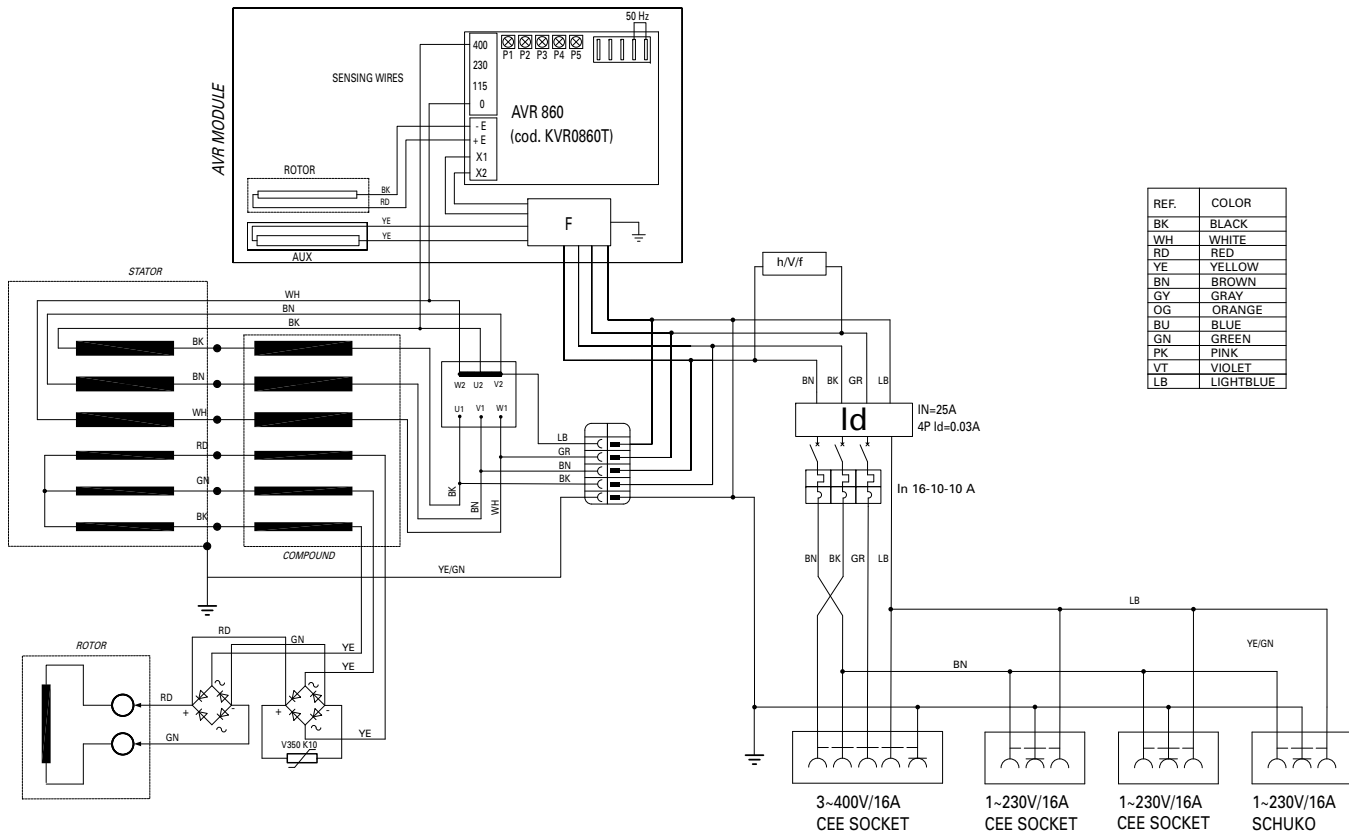 50 Hz
400
230
115
0
- E
+ E
X1
X2
P1 P2 P3 P4 P5
SENSING WIRES
AVR 860
(cod. KVR0860T)
AVR MODULE
ROTOR
BK
RD
YE
YE
AUX
F
h/V/f
STATOR
WH
BN
BK
BK
BN
WH
RD
GN
BK
COMPOUND
W2 U2 V2
U1 V1 W1
BK
BN
WH
LB
GR
BN
BK
YE/GN
BN BK GR LB
Id
IN=25A
4P Id=0.03A
In 16-10-10 A
BN BK GR LB
LB
YE/GN
BN
REF. COLOR
BK BLACK
WH WHITE
RD RED
YE YELLOW
BN BROWN
GY GRAY
OG ORANGE
BU BLUE
GN GREEN
PK PINK
VT VIOLET
LB LIGHTBLUE
ROTOR
RD
GN
RD
GN
YE
YE
YE
+
-
~
~
+
-
~
~
V350 K10
3~400V/16A
CEE SOCKET
1~230V/16A
CEE SOCKET
1~230V/16A
CEE SOCKET
1~230V/16A
SCHUKO